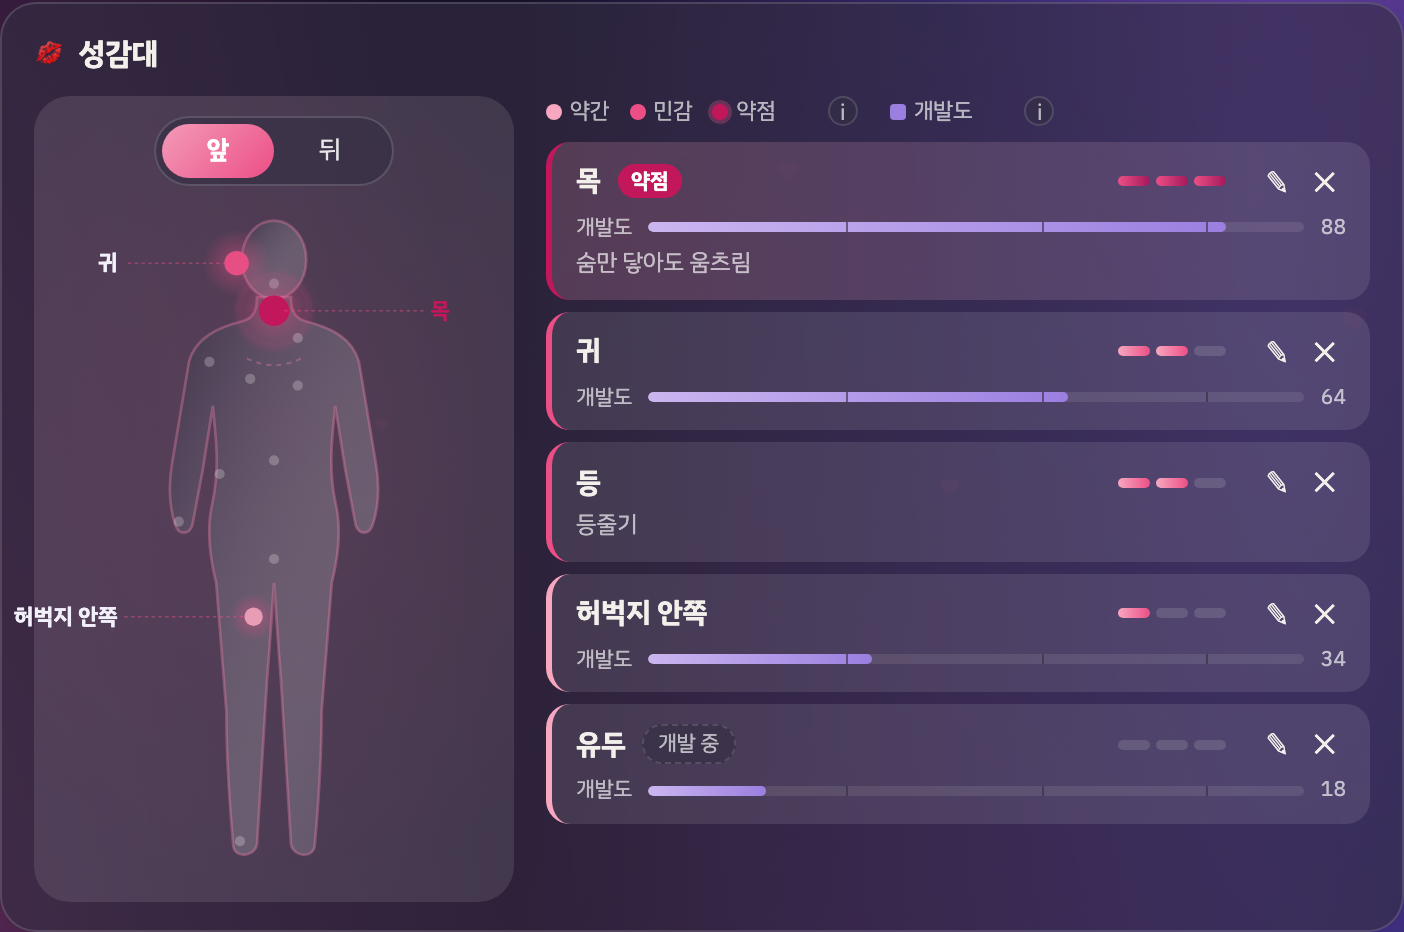 성감대
앞 뒤
귀
목
허벅지 안쪽
약간 민감 약점 i 개발도 i
목 약점
개발도 88
숨만 닿아도 움츠림
귀
개발도 64
등
등줄기
허벅지 안쪽
개발도 34
유두 개발 중
개발도 18